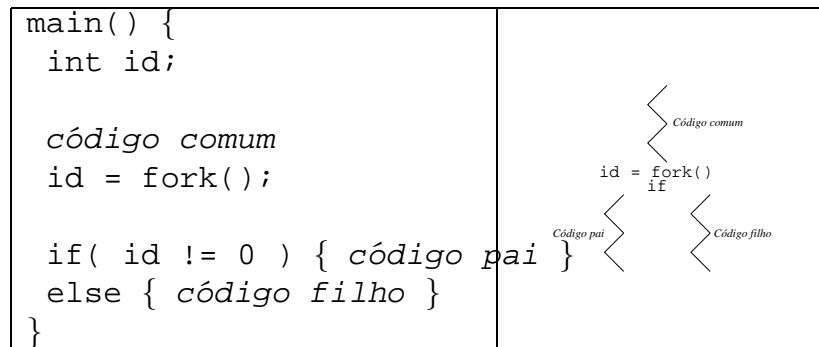 main() {
int id;
código comum
id = fork();
if( id != 0 ) { código pai }
else { código filho }
}
Código comum
id = fork()
if
Código pai
Código filho